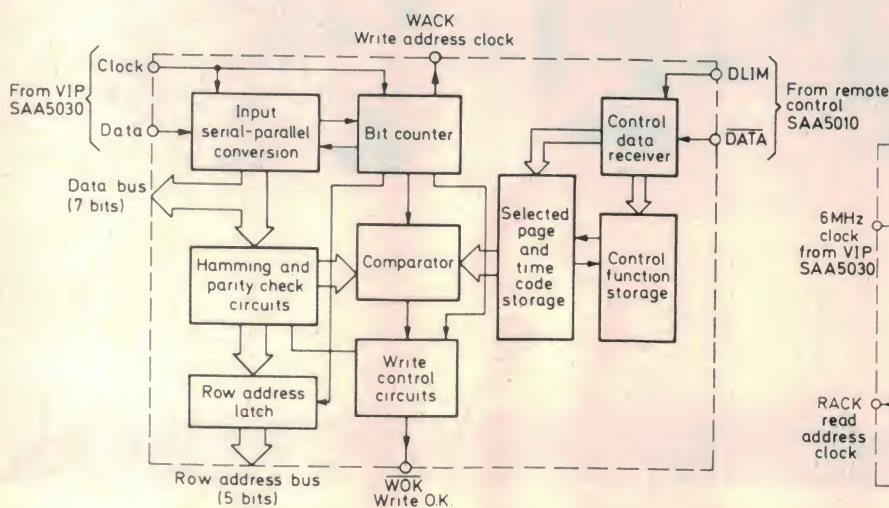 WACK
Write address clock
From VIP
SAA5030
Clock
Data
Input
serial-parallel
conversion
Bit counter
Control
data
receiver
DLIM
DATA
From remote
control
SAA5010
Data bus
(7 bits)
Hamming and
parity check
circuits
Comparator
Selected
page
and
time
code
storage
Control
function
storage
Row address
latch
Write
control
circuits
Row address bus
(5 bits)
WOK
Write O.K.
6MHz
clock
from VIP
SAA5030
RACK
read
address
clock